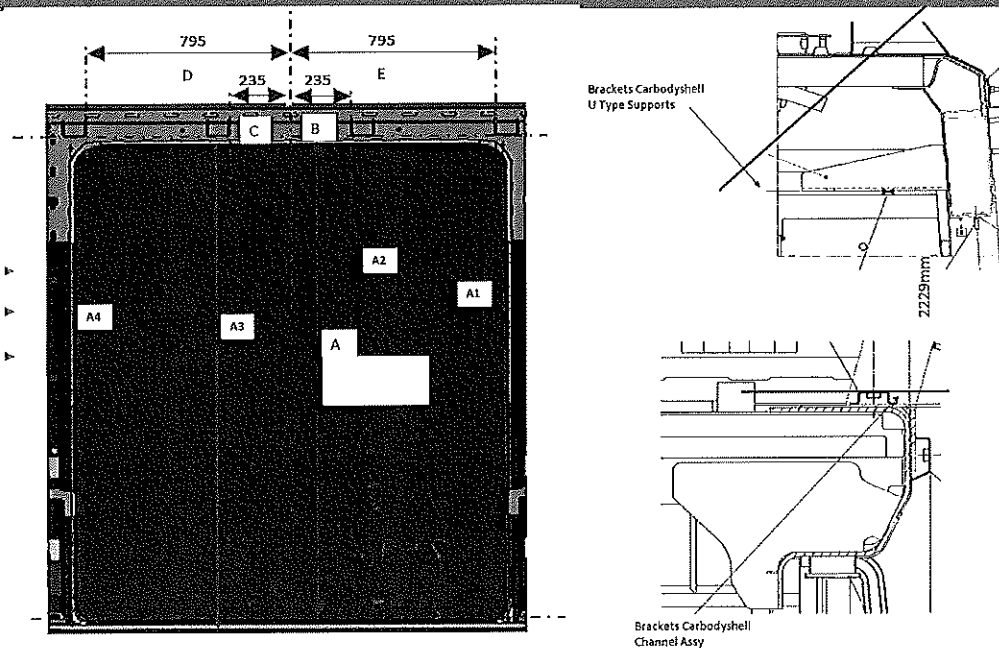 795 795
D E
235 235
C B
A2
A1
A4
A3
A
Brackets Carbodyshell
U Type Supports
2229mm
Brackets Carbodyshell
Channel Assy